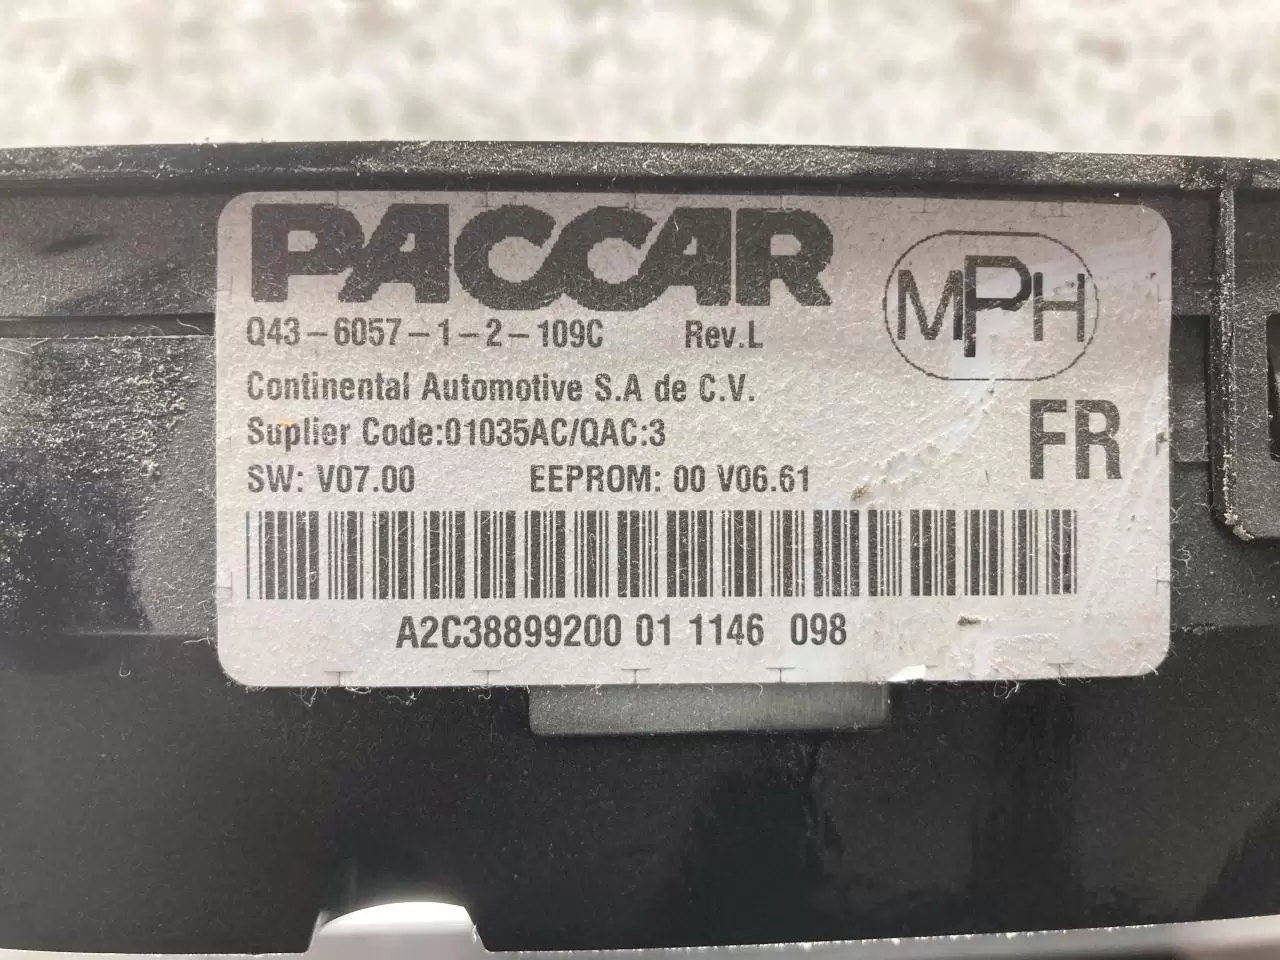 PACCAR
MPH
Q43-6057-1-2-109C Rev.L
Continental Automotive S.A de C.V.
Suplier Code:01035AC/QAC:3
FR
SW: V07.00 EEPROM: 00 V06.61
A2C38899200 01 1146 098